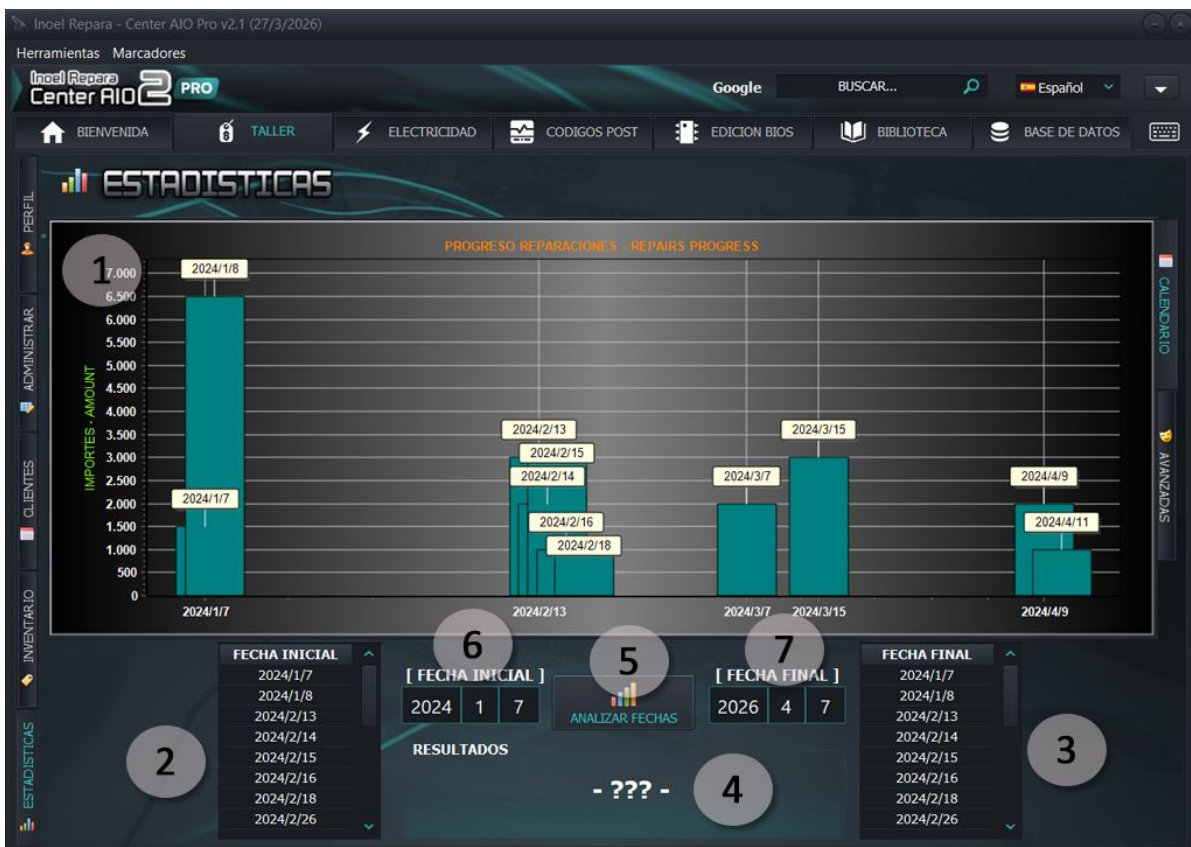 Inoel Repara - Center AIO Pro v2.1 (27/3/2026)
Herramientas Marcadores
Inoel Repara
Center AIO 2 PRO
Google BUSCAR... Español
BIENVENIDA TALLER ELECTRICIDAD CODIGOS POST EDICION BIOS BIBLIOTECA BASE DE DATOS
ESTADISTICAS
PERFIL
ADMINISTRAR
CLIENTES
INVENTARIO
ESTADISTICAS
CALENDARIO
AVANZADAS
PROGRESO REPARACIONES - REPAIRS PROGRESS
1
IMPORTES - AMOUNT
7.000
6.500
6.000
5.500
5.000
4.500
4.000
3.500
3.000
2.500
2.000
1.500
1.000
500
0
2024/1/8
2024/1/7
2024/2/13
2024/2/15
2024/2/14
2024/2/16
2024/2/18
2024/3/7
2024/3/15
2024/4/9
2024/4/11
2024/1/7 2024/2/13 2024/3/7 2024/3/15 2024/4/9
2
FECHA INICIAL
2024/1/7
2024/1/8
2024/2/13
2024/2/14
2024/2/15
2024/2/16
2024/2/18
2024/2/26
6
[ FECHA INICIAL ]
2024 1 7
5
ANALIZAR FECHAS
7
[ FECHA FINAL ]
2026 4 7
RESULTADOS
- ??? -
4
FECHA FINAL
2024/1/7
2024/1/8
2024/2/13
2024/2/14
2024/2/15
2024/2/16
2024/2/18
2024/2/26
3